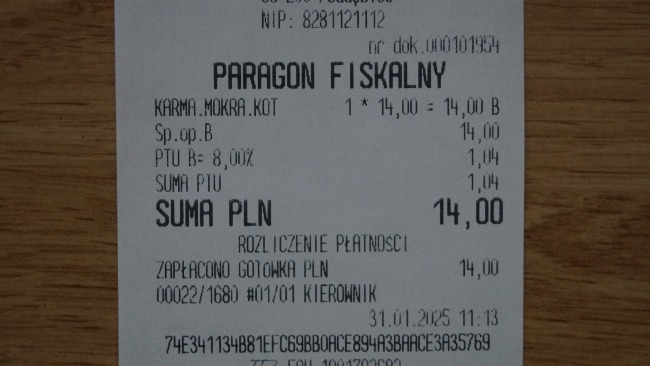 NIP: 8281121112
nr dok.000101954
PARAGON FISKALNY
KARMA.MOKRA.KOT 1 * 14,00 = 14,00 B
Sp.op.B 14,00
PTU B= 8,00% 1,04
SUMA PTU 1,04
SUMA PLN 14,00
ROZLICZENIE PŁATNOŚCI
ZAPŁACONO GOTÓWKA PLN 14,00
00022/1680 #01/01 KIEROWNIK
31.01.2025 11:13
74E341134B81EFC69BB0ACE894A3BAACE3A35769